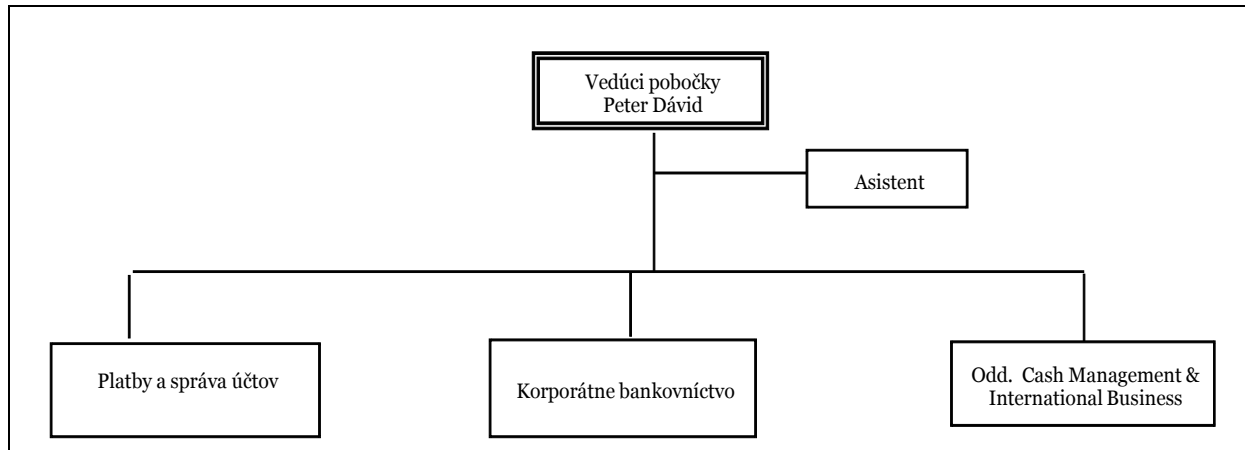 Vedúci pobočky
Peter Dávid
Asistent
Platby a správa účtov
Korporátne bankovníctvo
Odd. Cash Management &
International Business